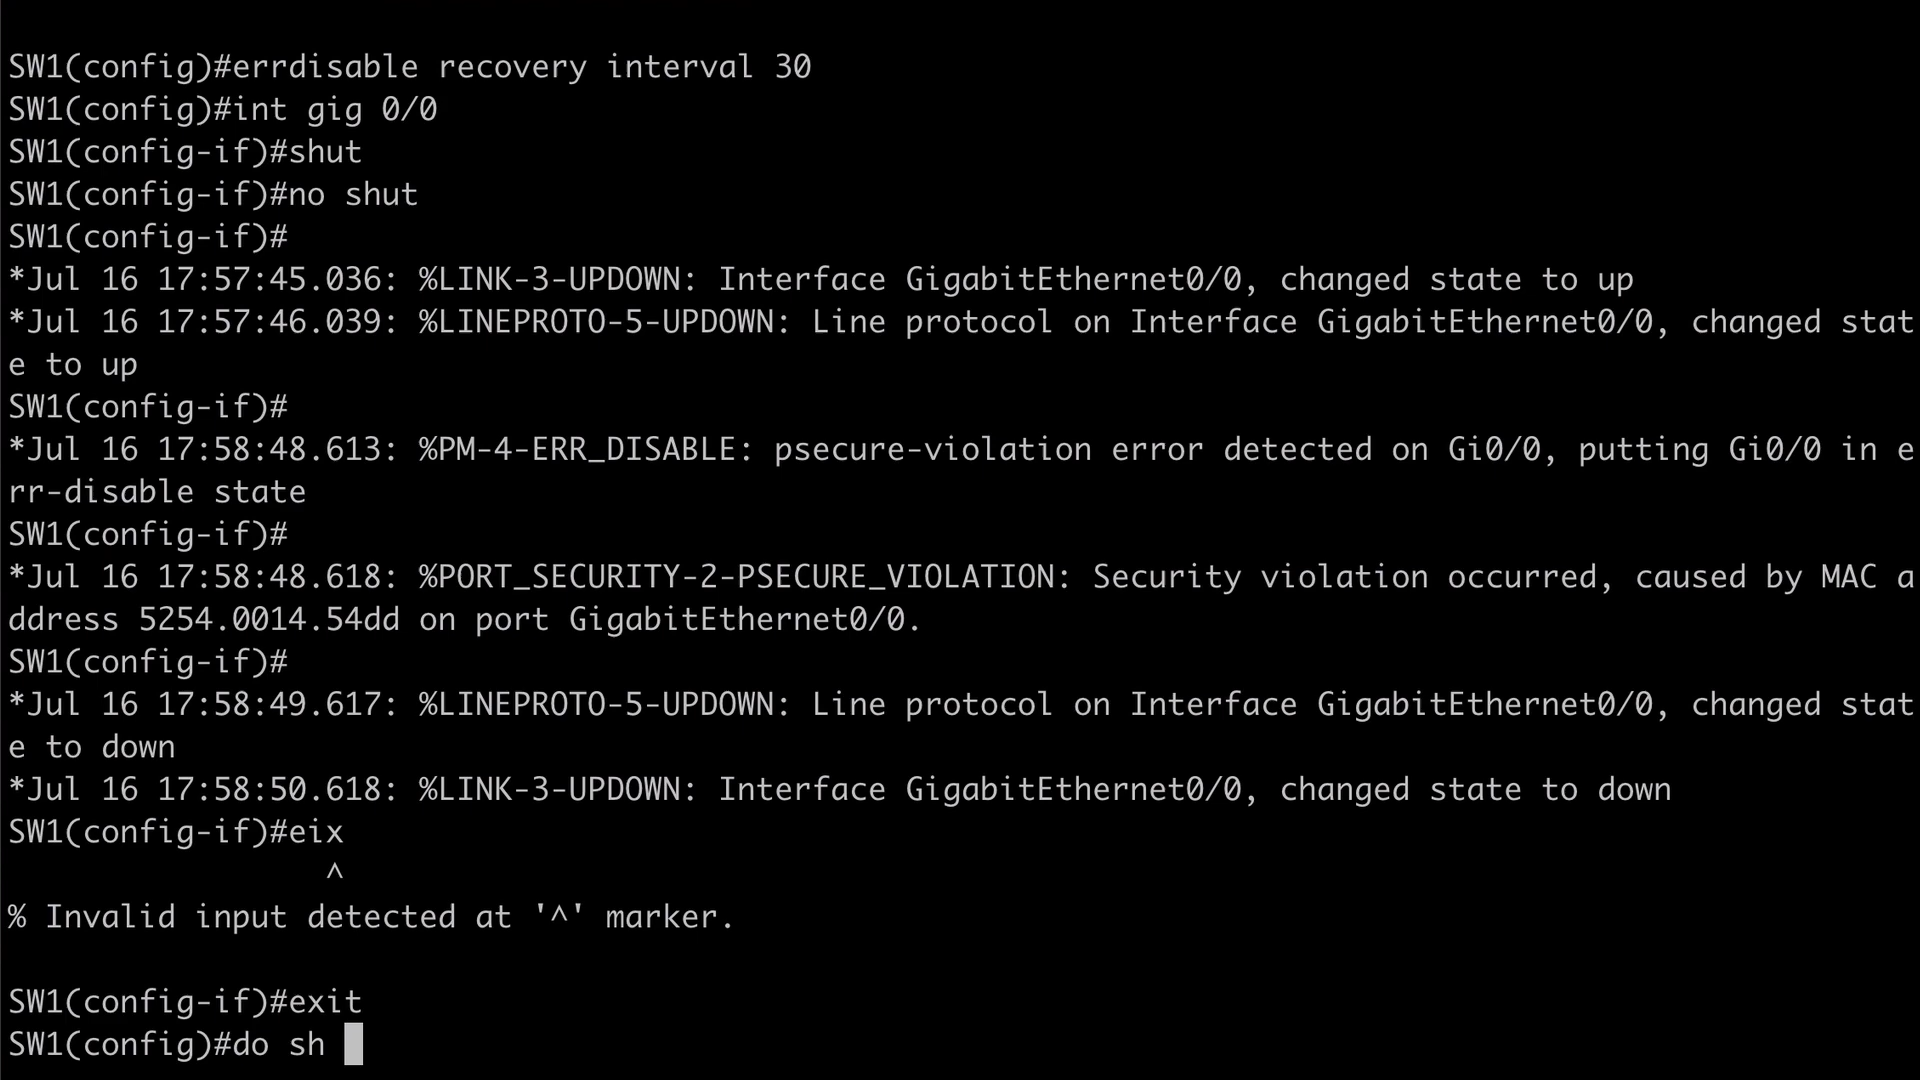 SW1(config)#errdisable recovery interval 30
SW1(config)#int gig 0/0
SW1(config-if)#shut
SW1(config-if)#no shut
SW1(config-if)#
*Jul 16 17:57:45.036: %LINK-3-UPDOWN: Interface GigabitEthernet0/0, changed state to up
*Jul 16 17:57:46.039: %LINEPROTO-5-UPDOWN: Line protocol on Interface GigabitEthernet0/0, changed stat
e to up
SW1(config-if)#
*Jul 16 17:58:48.613: %PM-4-ERR_DISABLE: psecure-violation error detected on Gi0/0, putting Gi0/0 in e
rr-disable state
SW1(config-if)#
*Jul 16 17:58:48.618: %PORT_SECURITY-2-PSECURE_VIOLATION: Security violation occurred, caused by MAC a
ddress 5254.0014.54dd on port GigabitEthernet0/0.
SW1(config-if)#
*Jul 16 17:58:49.617: %LINEPROTO-5-UPDOWN: Line protocol on Interface GigabitEthernet0/0, changed stat
e to down
*Jul 16 17:58:50.618: %LINK-3-UPDOWN: Interface GigabitEthernet0/0, changed state to down
SW1(config-if)#eix
                 ^
% Invalid input detected at '^' marker.

SW1(config-if)#exit
SW1(config)#do sh